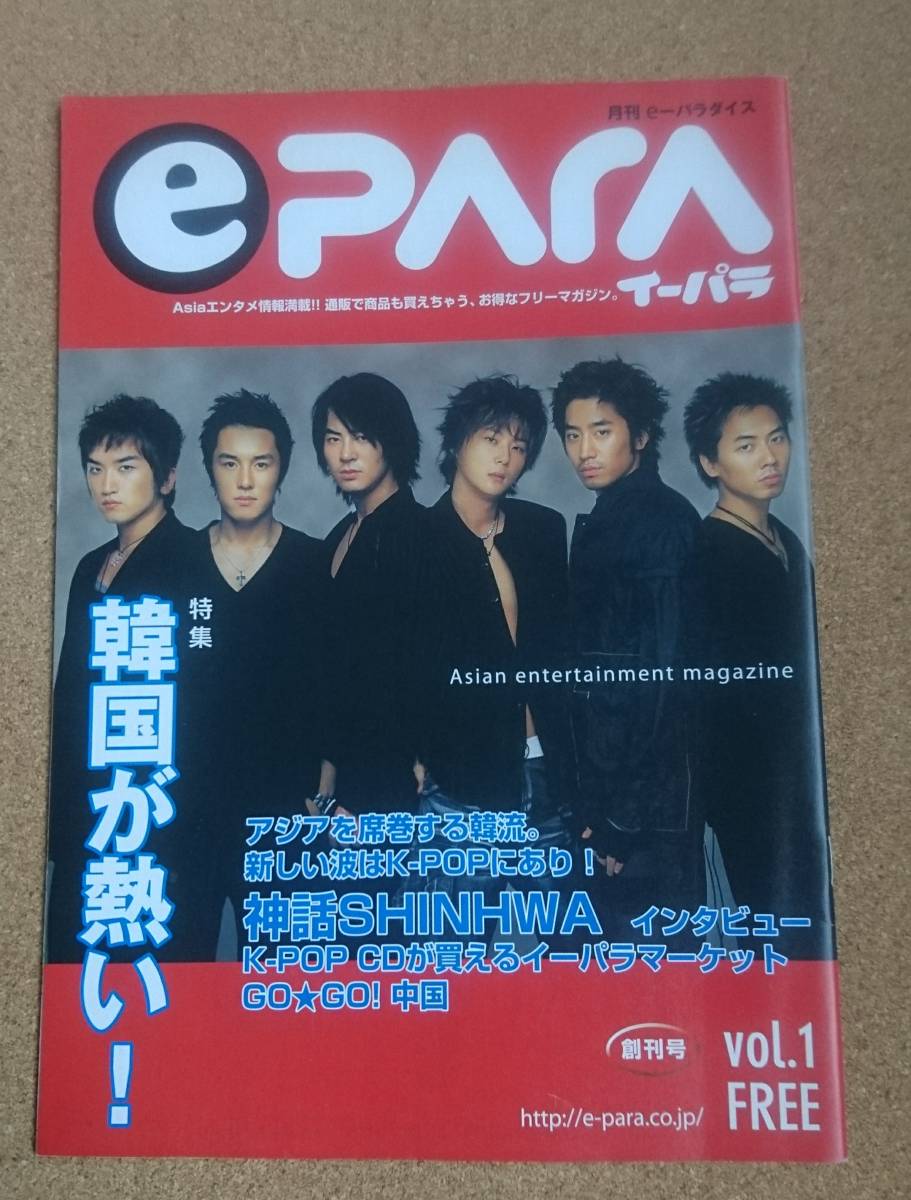 月刊 e－パラダイス
ePARA
イーパラ
Asiaエンタメ情報満載!! 通販で商品も買えちゃう、お得なフリーマガジン。
特集
韓国が熱い！
Asian entertainment magazine
アジアを席巻する韓流。
新しい波はK-POPにあり！
神話SHINHWA インタビュー
K-POP CDが買えるイーパラマーケット
GO★GO! 中国
創刊号
vol.1
FREE
http://e-para.co.jp/